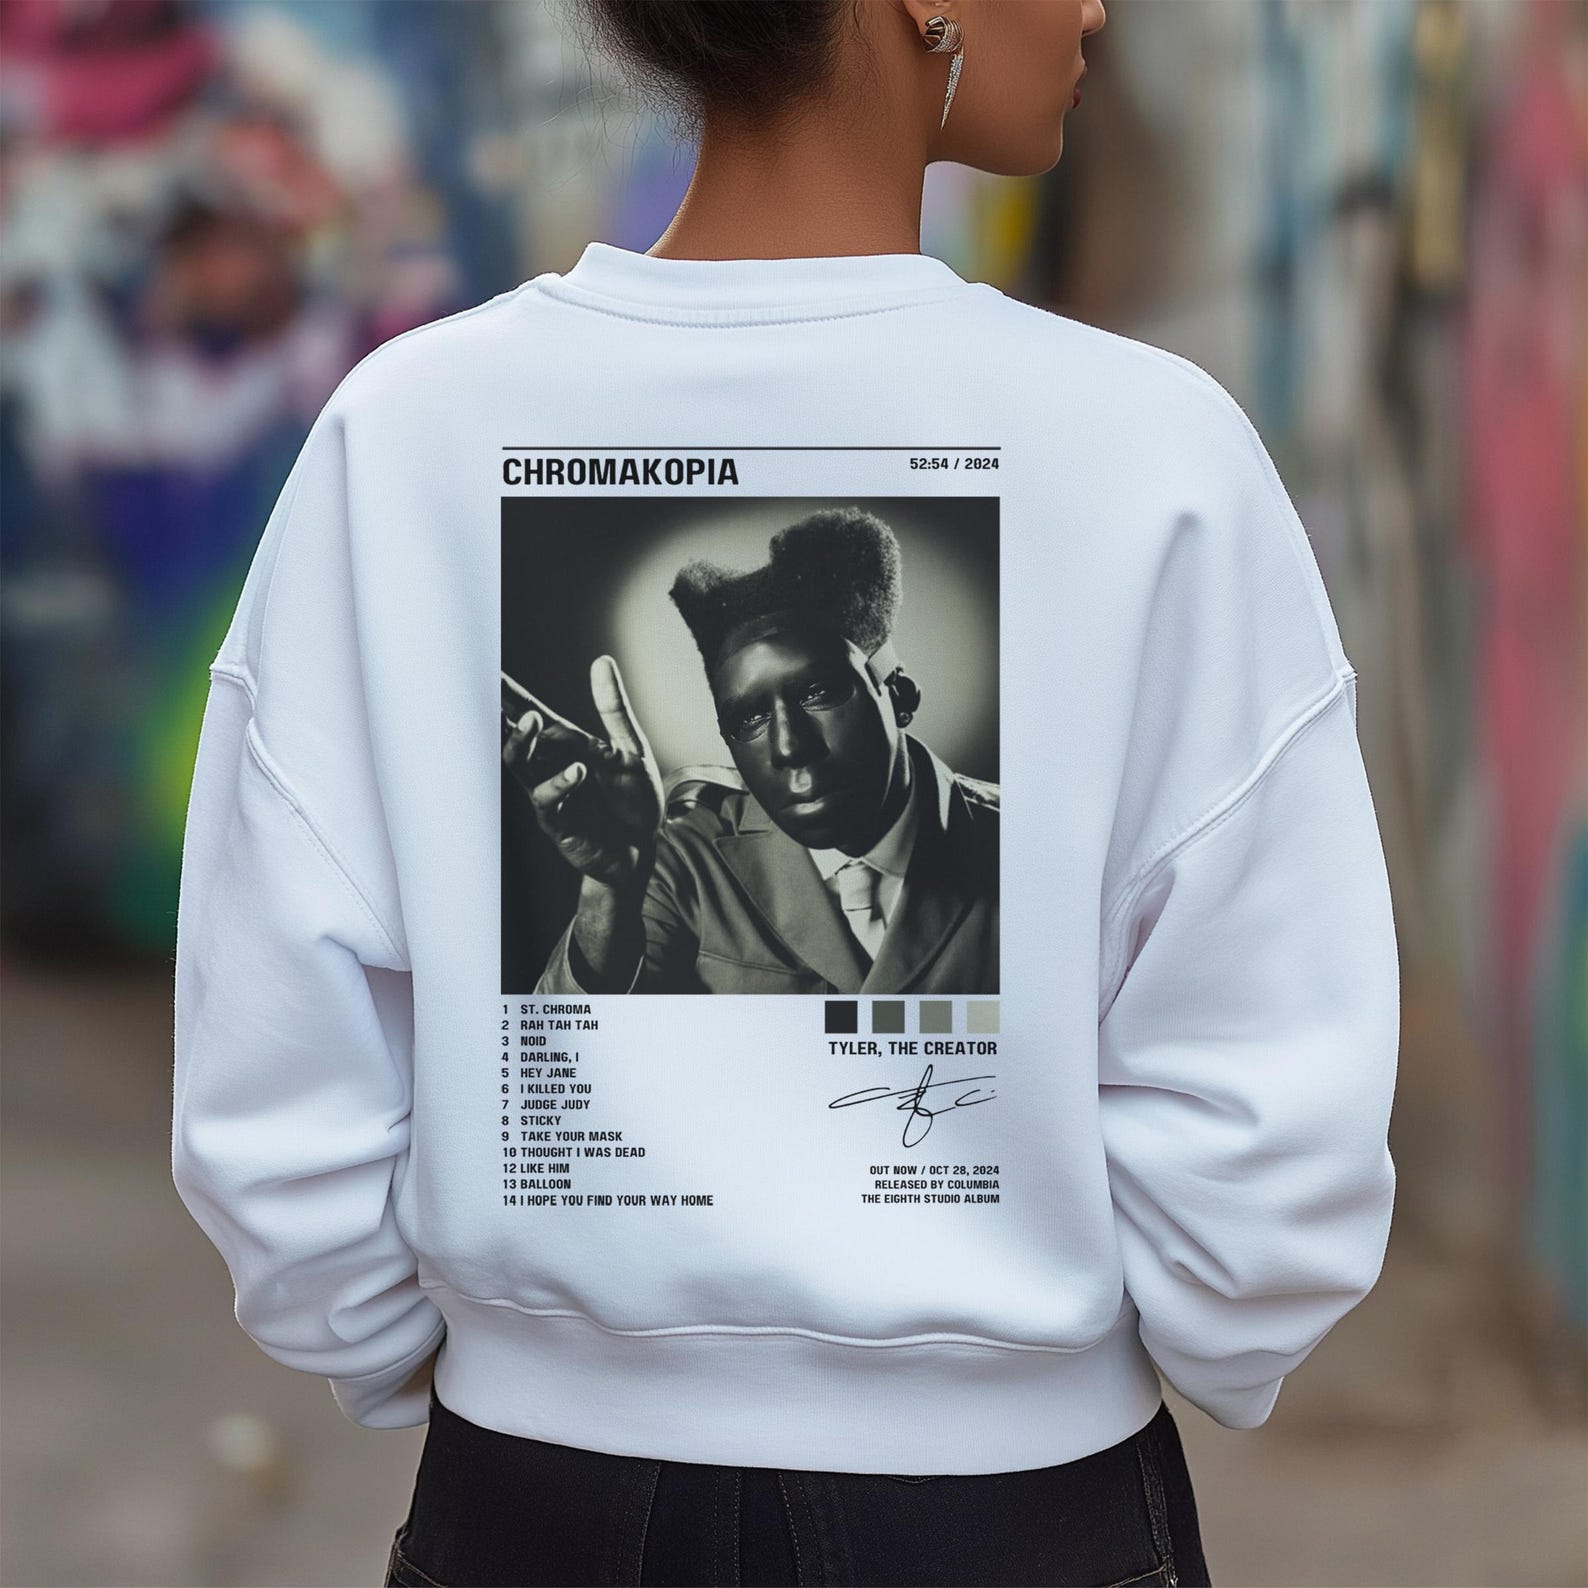 CHROMAKOPIA
52:54 / 2024
1 ST. CHROMA
2 RAH TAH TAH
3 NOID
4 DARLING, I
5 HEY JANE
6 I KILLED YOU
7 JUDGE JUDY
8 STICKY
9 TAKE YOUR MASK
10 THOUGHT I WAS DEAD
12 LIKE HIM
13 BALLOON
14 I HOPE YOU FIND YOUR WAY HOME
TYLER, THE CREATOR
OUT NOW / OCT 28, 2024
RELEASED BY COLUMBIA
THE EIGHTH STUDIO ALBUM